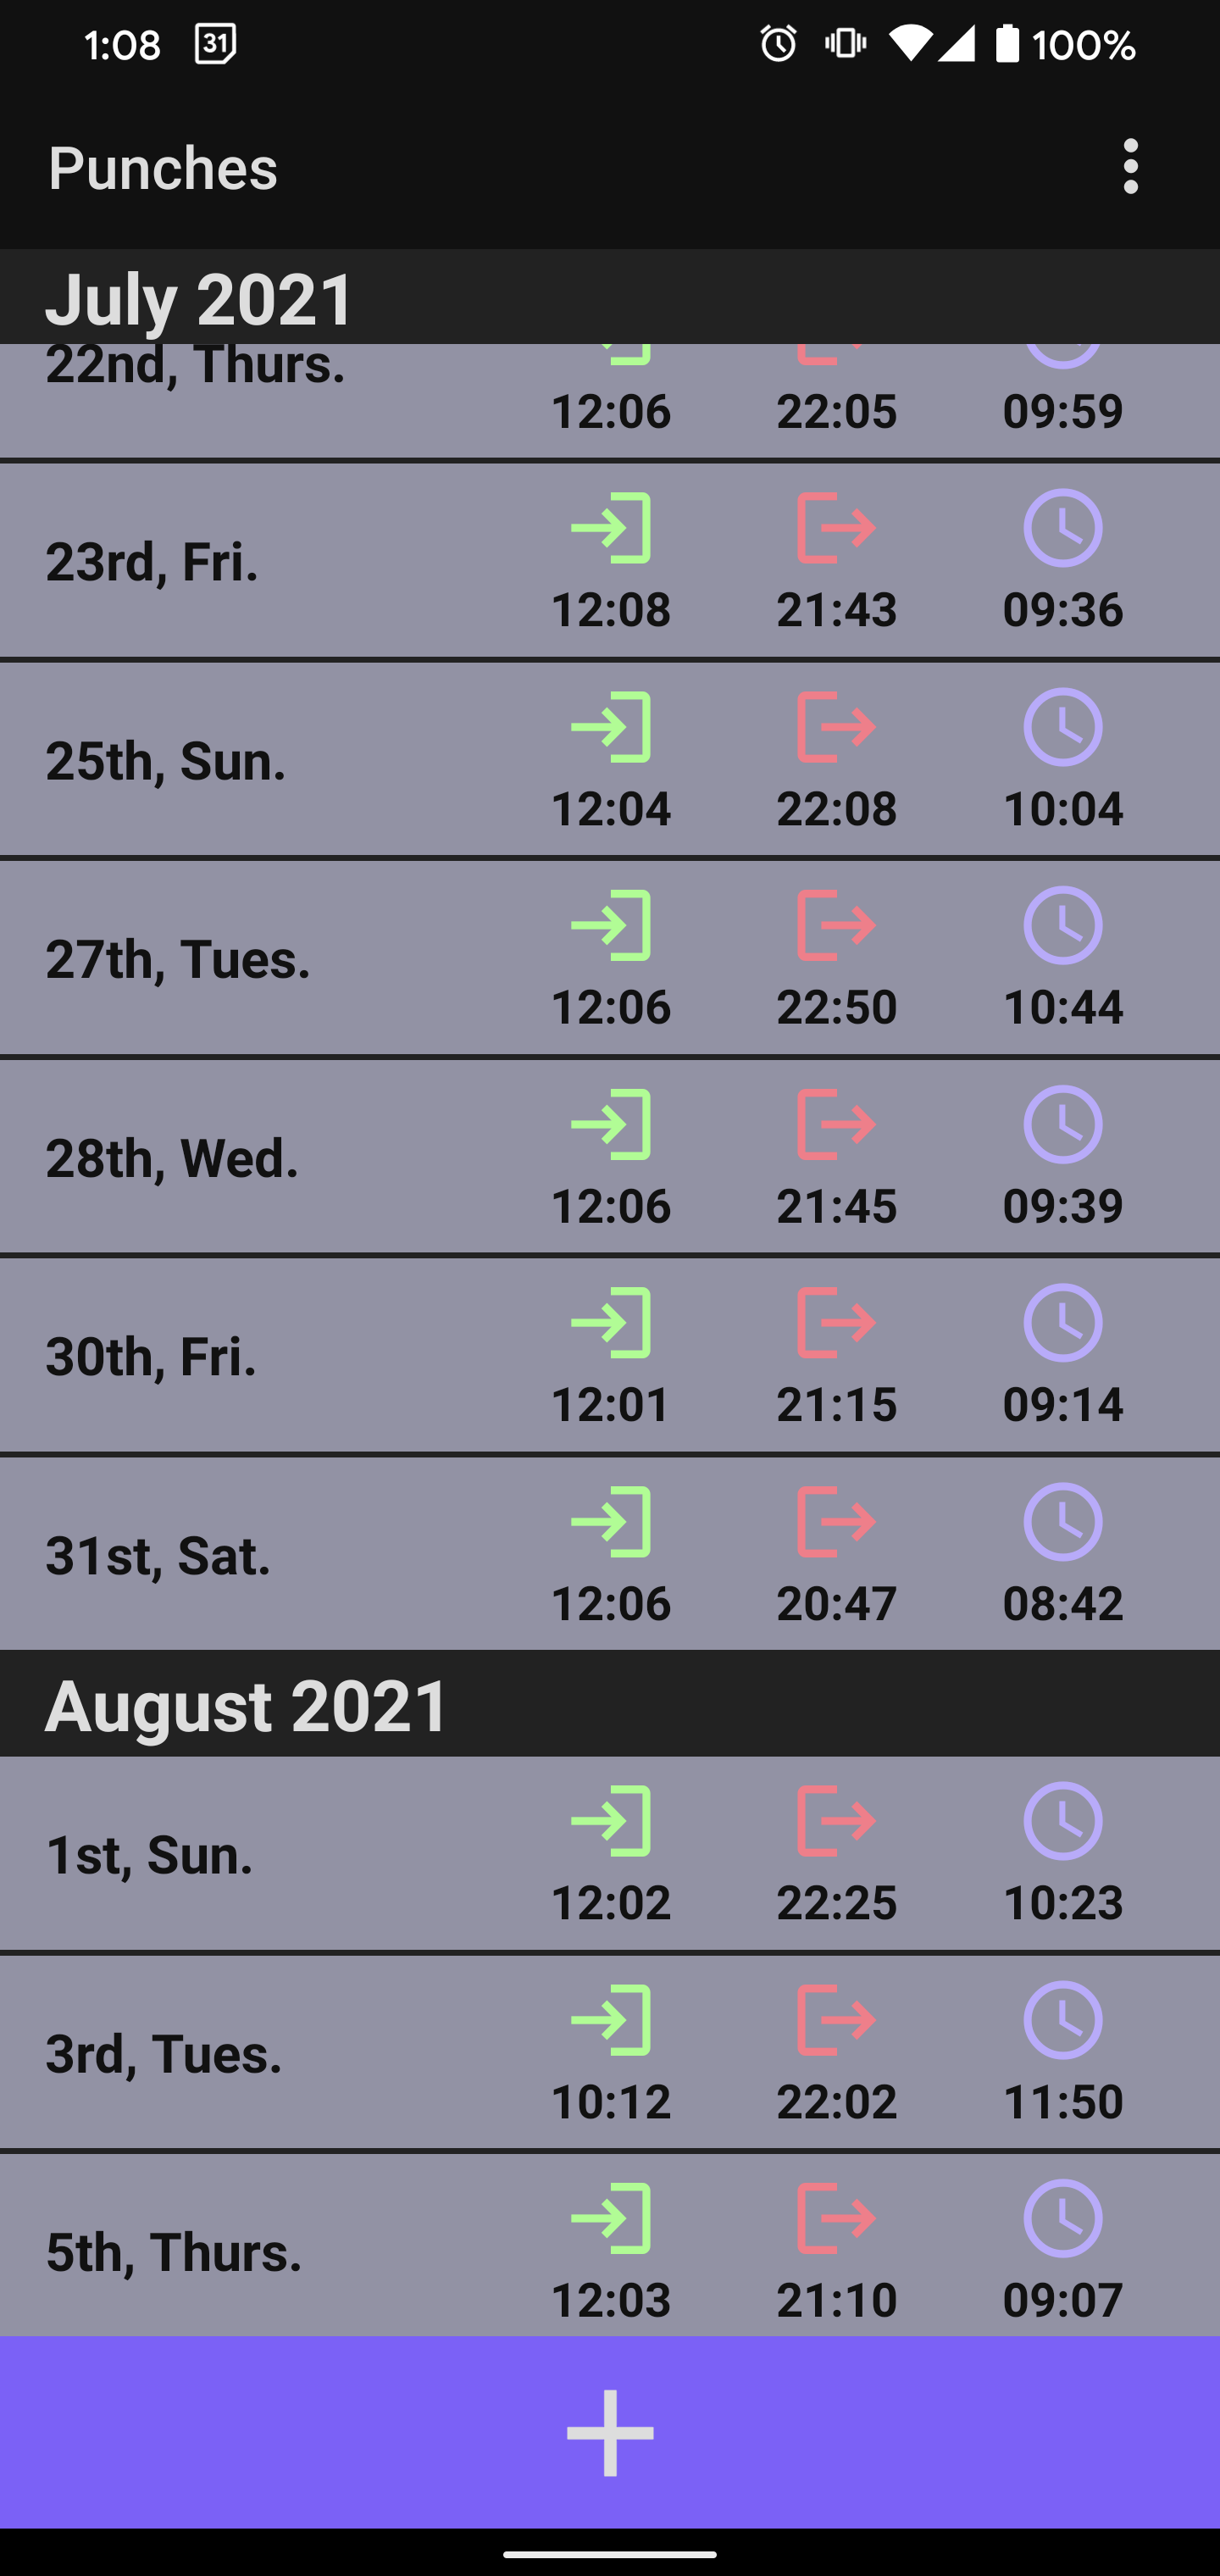 1:08 31 100%
Punches
July 2021
22nd, Thurs. 12:06 22:05 09:59
23rd, Fri. 12:08 21:43 09:36
25th, Sun. 12:04 22:08 10:04
27th, Tues. 12:06 22:50 10:44
28th, Wed. 12:06 21:45 09:39
30th, Fri. 12:01 21:15 09:14
31st, Sat. 12:06 20:47 08:42
August 2021
1st, Sun. 12:02 22:25 10:23
3rd, Tues. 10:12 22:02 11:50
5th, Thurs. 12:03 21:10 09:07